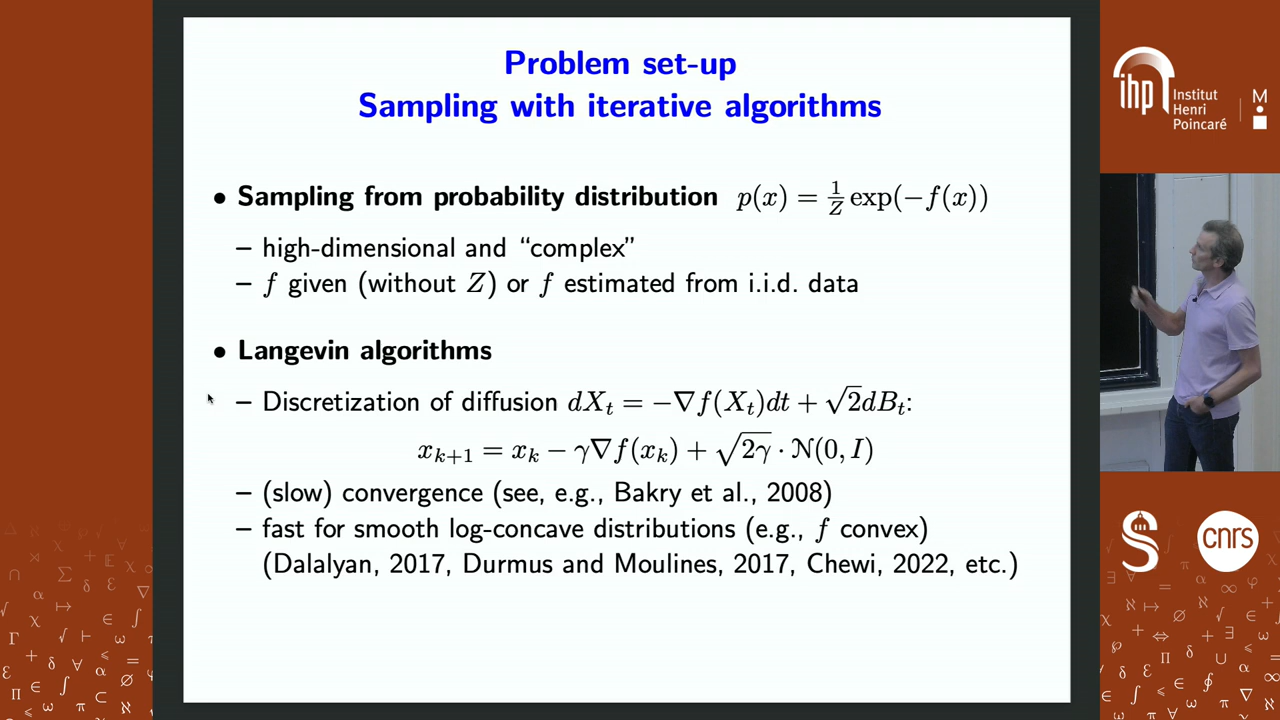 Problem set-up
Sampling with iterative algorithms
• Sampling from probability distribution p(x) = 1/Z exp(−f(x))
– high-dimensional and “complex”
– f given (without Z) or f estimated from i.i.d. data
• Langevin algorithms
– Discretization of diffusion dX_t = −∇f(X_t)dt + √2dB_t:
x_{k+1} = x_k − γ∇f(x_k) + √2γ · N(0, I)
– (slow) convergence (see, e.g., Bakry et al., 2008)
– fast for smooth log-concave distributions (e.g., f convex)
(Dalalyan, 2017, Durmus and Moulines, 2017, Chewi, 2022, etc.)
ihp
Institut
Henri
Poincaré
M
S
cnrs